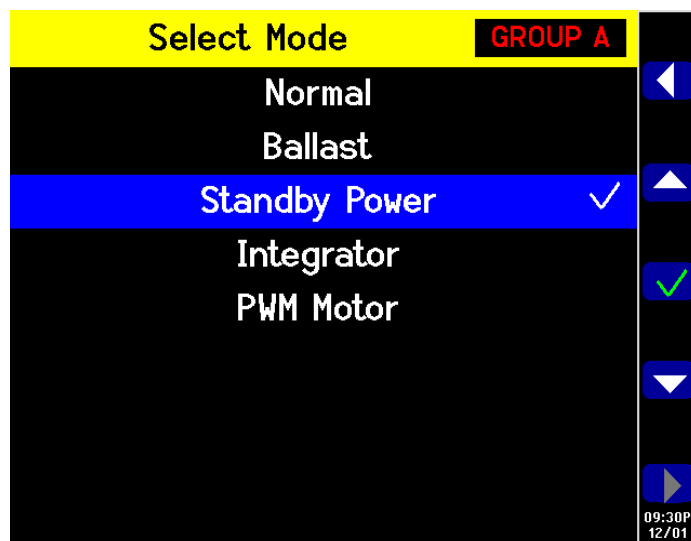 Select Mode GROUP A
Normal
Ballast
Standby Power
Integrator
PWM Motor
09:30P
12/01